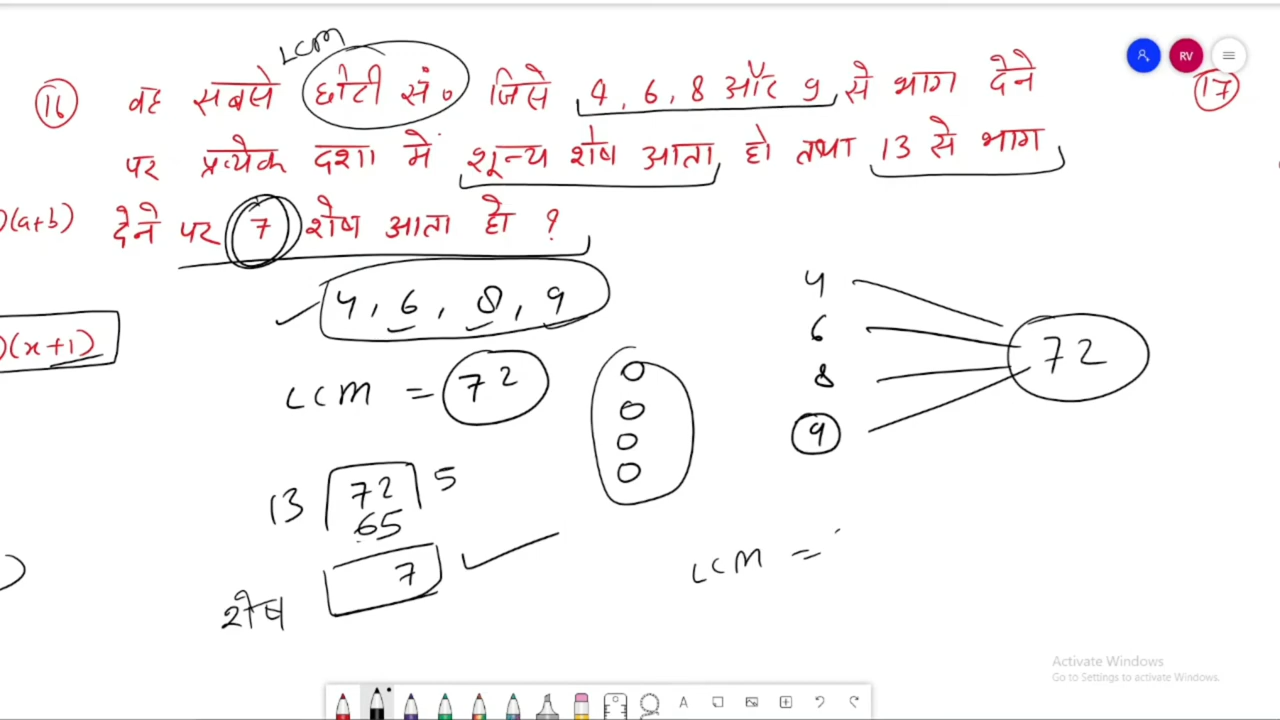 LCM
RV
16 वह सबसे छोटी सं० जिसे 4, 6, 8 और 9 से भाग देने
17
पर प्रत्येक दशा में शून्य शेष आता हो तथा 13 से भाग
)(a+b)
देने पर 7 शेष आता हो ?
4, 6, 8, 9
)(x+1)
LCM = 72
0
0
0
0
4
6
8
9
72
13 72 5
65
शेष 7
LCM =
Activate Windows
Go to Settings to activate Windows.
A